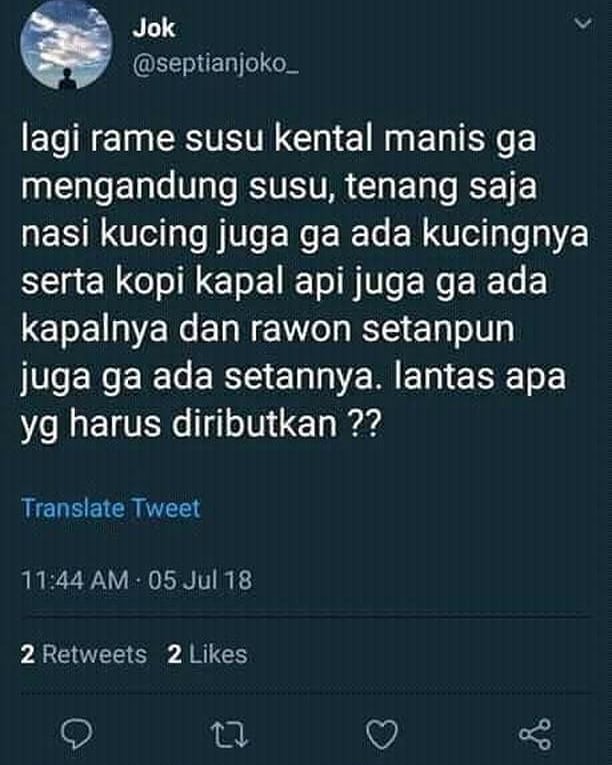 Jok
@septianjoko_
lagi rame susu kental manis ga
mengandung susu, tenang saja
nasi kucing juga ga ada kucingnya
serta kopi kapal api juga ga ada
kapalnya dan rawon setanpun
juga ga ada setannya. lantas apa
yg harus diributkan ??
Translate Tweet
11:44 AM · 05 Jul 18
2 Retweets 2 Likes